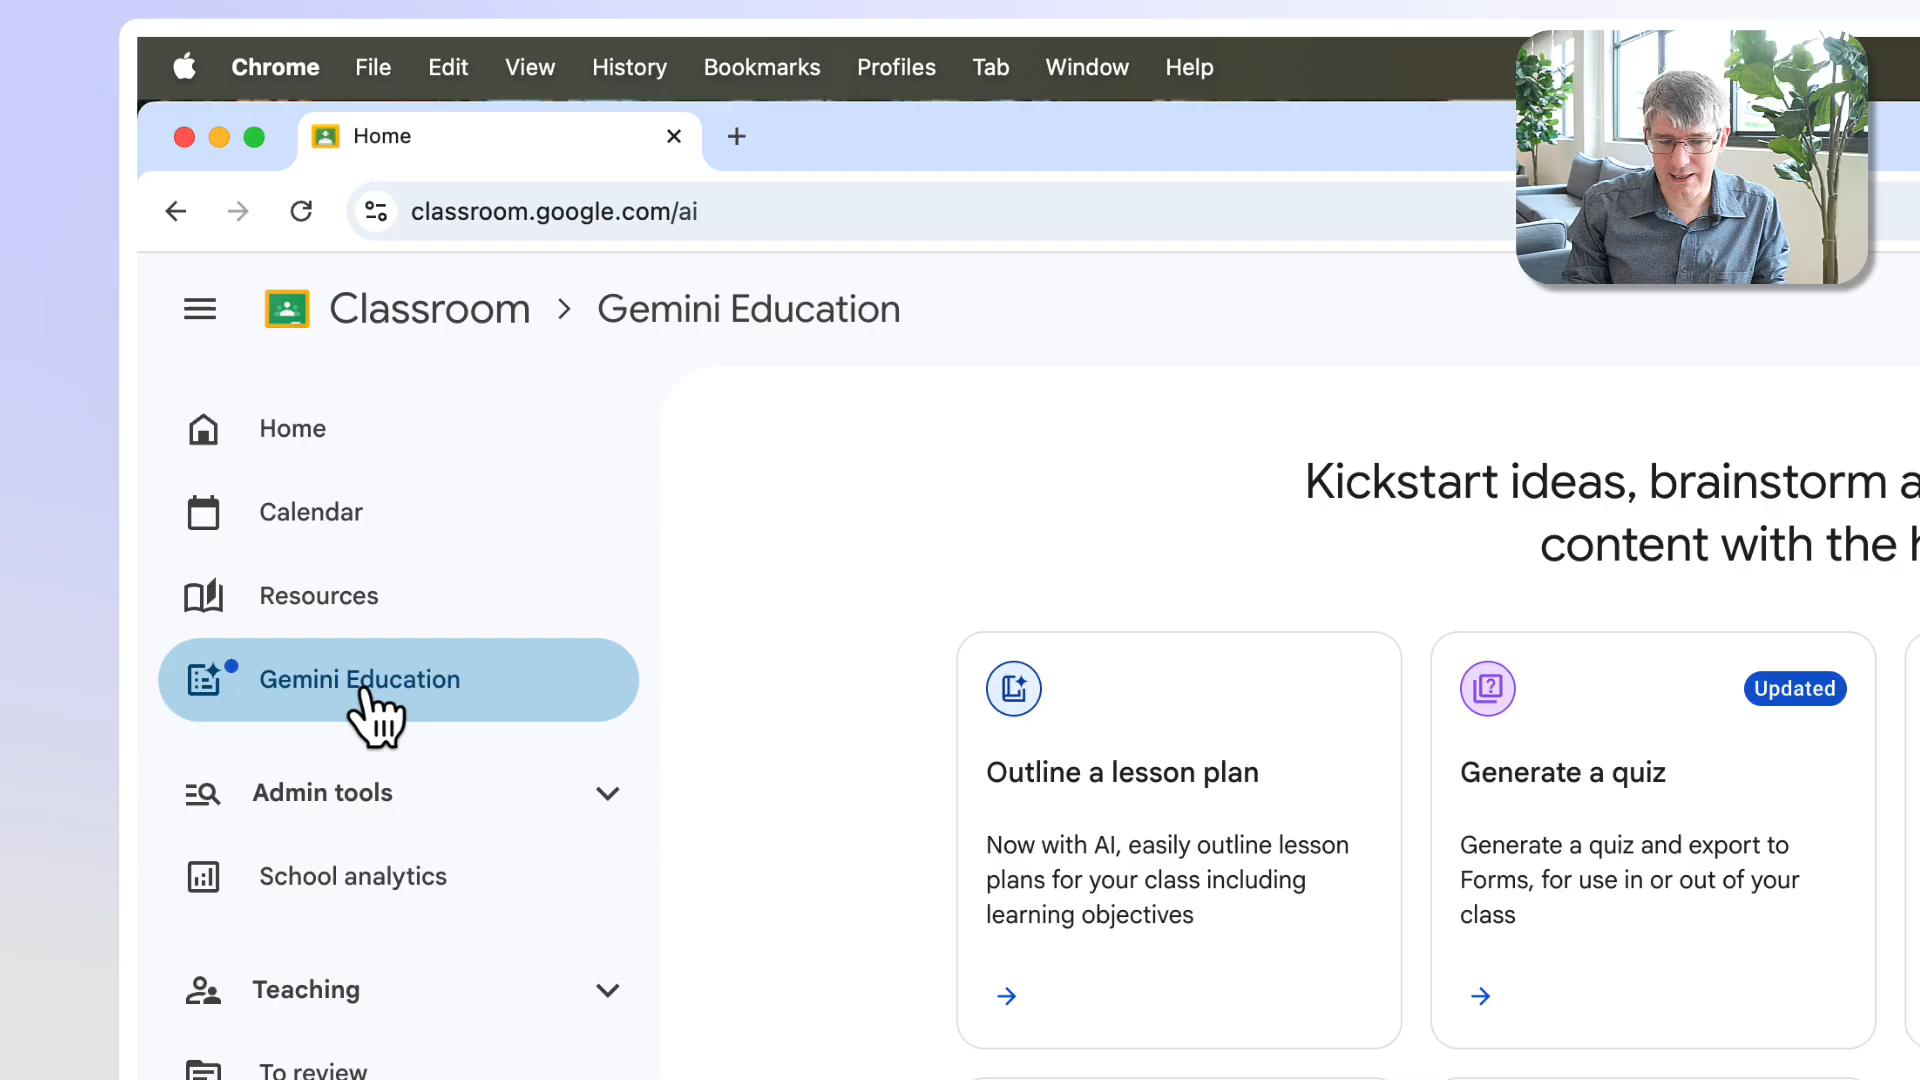 Chrome File Edit View History Bookmarks Profiles Tab Window Help
Home
classroom.google.com/ai
Classroom > Gemini Education
Home
Calendar
Resources
Gemini Education
Admin tools
School analytics
Teaching
To review
Kickstart ideas, brainstorm
content with the
Outline a lesson plan
Now with AI, easily outline lesson
plans for your class including
learning objectives
Updated
Generate a quiz
Generate a quiz and export to
Forms, for use in or out of your
class